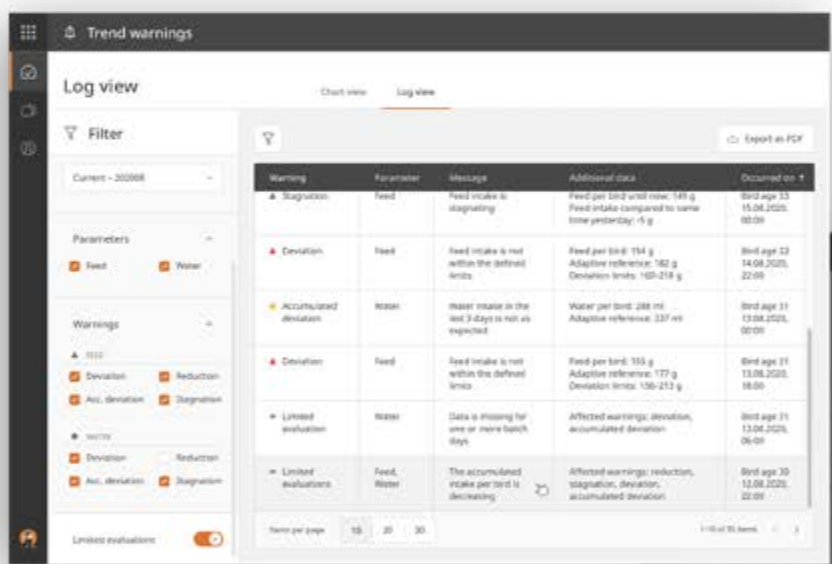 Trend warnings
Log view
Chart view
Log view
Filter
Export as PDF
Current – 202008
Parameters
Feed
Water
Warnings
FEED
Deviation
Reduction
Acc. deviation
Stagnation
WATER
Deviation
Reduction
Acc. deviation
Stagnation
Limited evaluations
Warning
Parameter
Message
Additional data
Occurred on
Stagnation
Feed
Feed intake is
stagnating
Feed per bird until now: 149 g
Feed intake compared to same
time yesterday: -5 g
Bird age 33
15.08.2020,
00:00
Deviation
Feed
Feed intake is not
within the defined
limits
Feed per bird: 154 g
Adaptive reference: 182 g
Deviation limits: 160-218 g
Bird age 32
14.08.2020,
22:00
Accumulated
deviation
Water
Water intake in the
last 3 days is not as
expected
Water per bird: 288 ml
Adaptive reference: 337 ml
Bird age 31
13.08.2020,
00:00
Deviation
Feed
Feed intake is not
within the defined
limits
Feed per bird: 155 g
Adaptive reference: 177 g
Deviation limits: 156-213 g
Bird age 31
13.08.2020,
18:00
Limited
evaluation
Water
Data is missing for
one or more batch
days
Affected warnings: deviation,
accumulated deviation
Bird age 31
13.08.2020,
06:00
Limited
evaluations
Feed,
Water
The accumulated
intake per bird is
decreasing
Affected warnings: reduction,
stagnation, deviation,
accumulated deviation
Bird age 30
12.08.2020,
22:00
Items per page
10
20
30
items